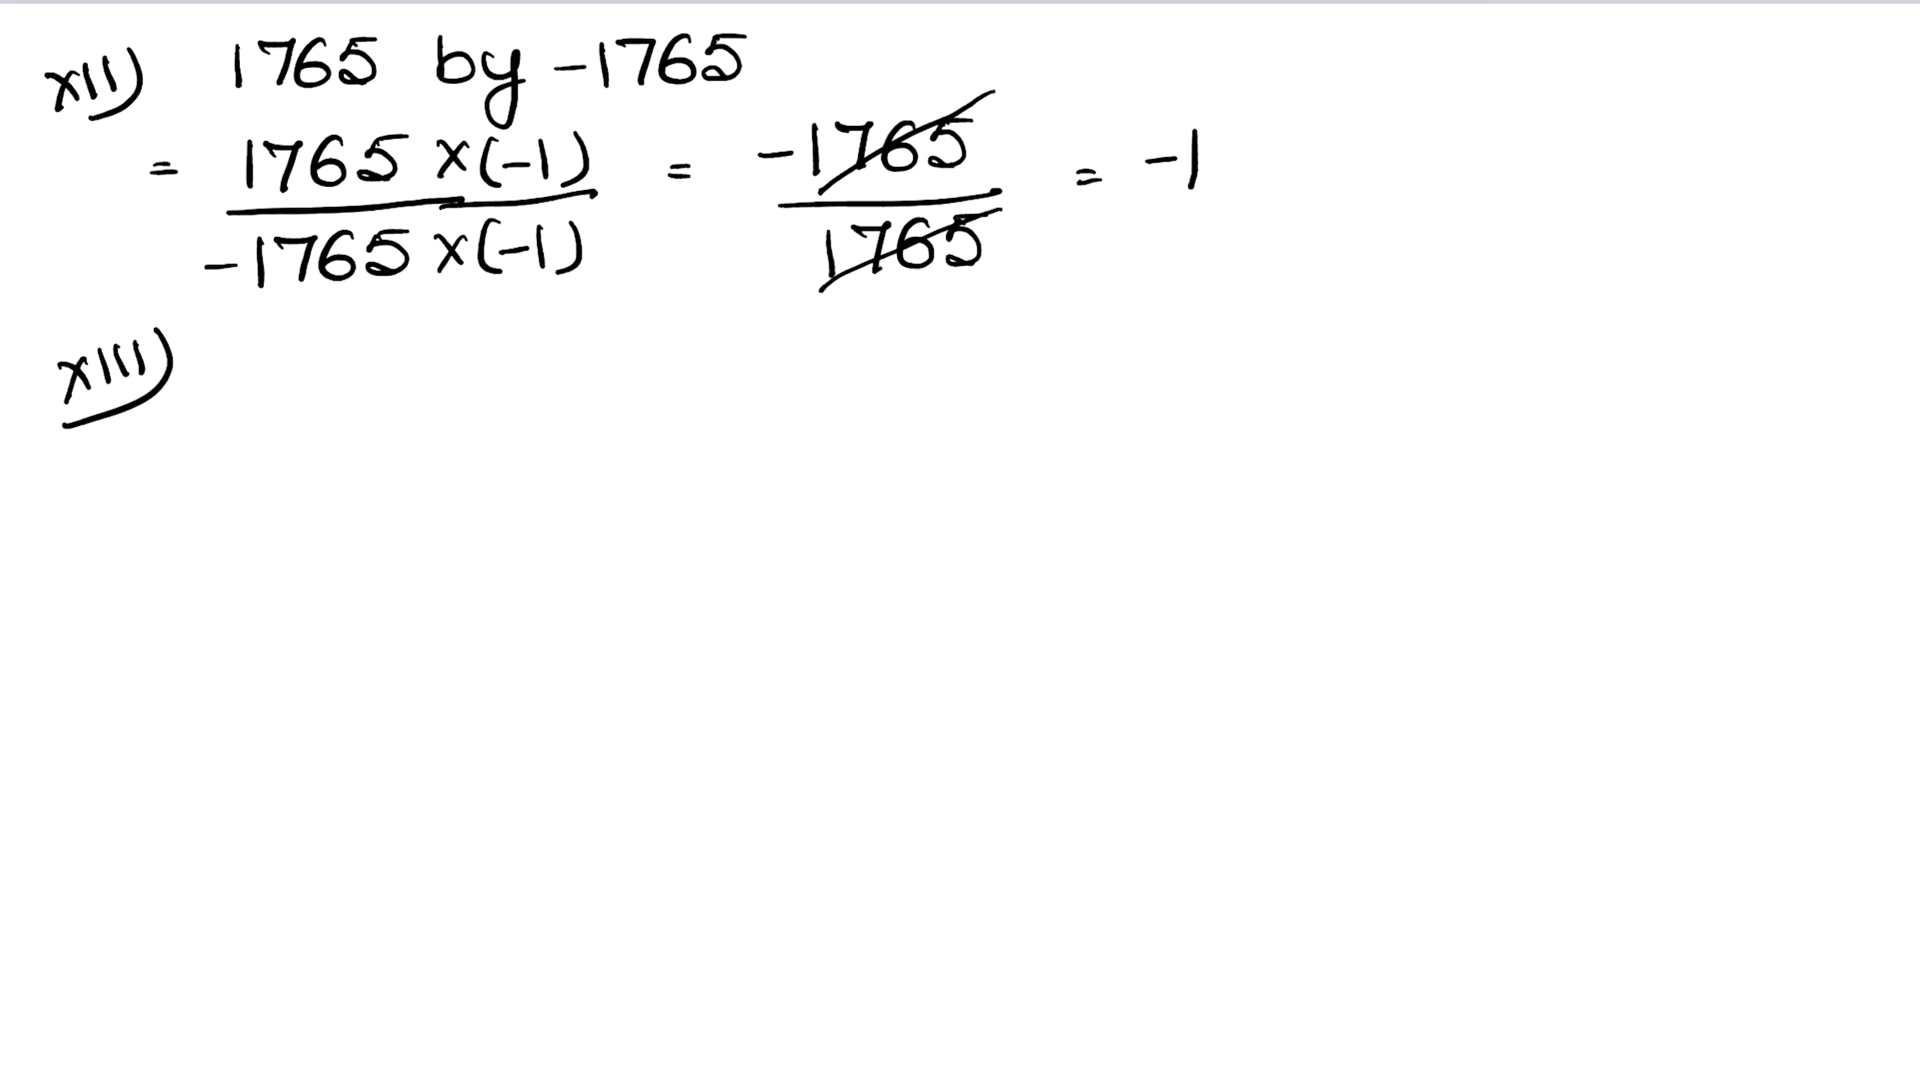 xii) 1765 by -1765
= 1765 x(-1) / -1765 x(-1) = -1765 / 1765 = -1
xiii)